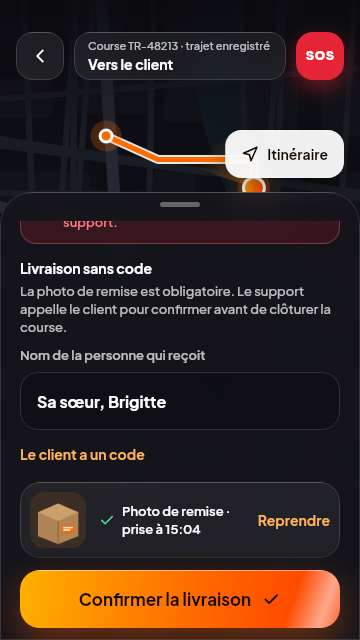 Course TR-48213 · trajet enregistré
Vers le client
SOS
Itinéraire
support.
Livraison sans code
La photo de remise est obligatoire. Le support
appelle le client pour confirmer avant de clôturer la
course.
Nom de la personne qui reçoit
Sa sœur, Brigitte
Le client a un code
Photo de remise ·
prise à 15:04
Reprendre
Confirmer la livraison